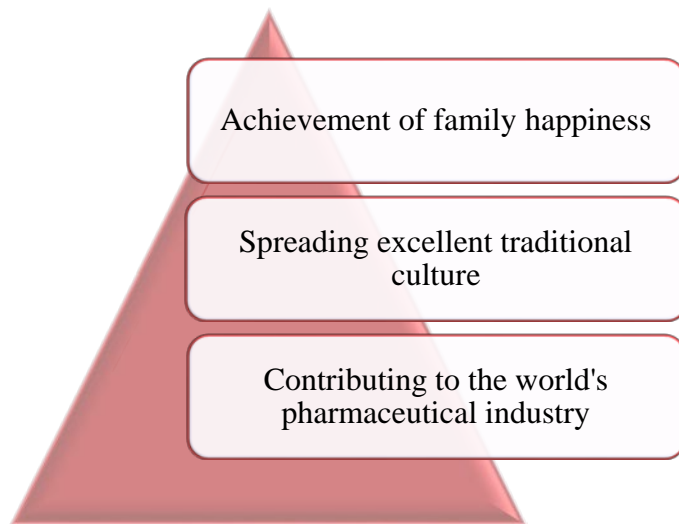 Achievement of family happiness
Spreading excellent traditional
culture
Contributing to the world's
pharmaceutical industry